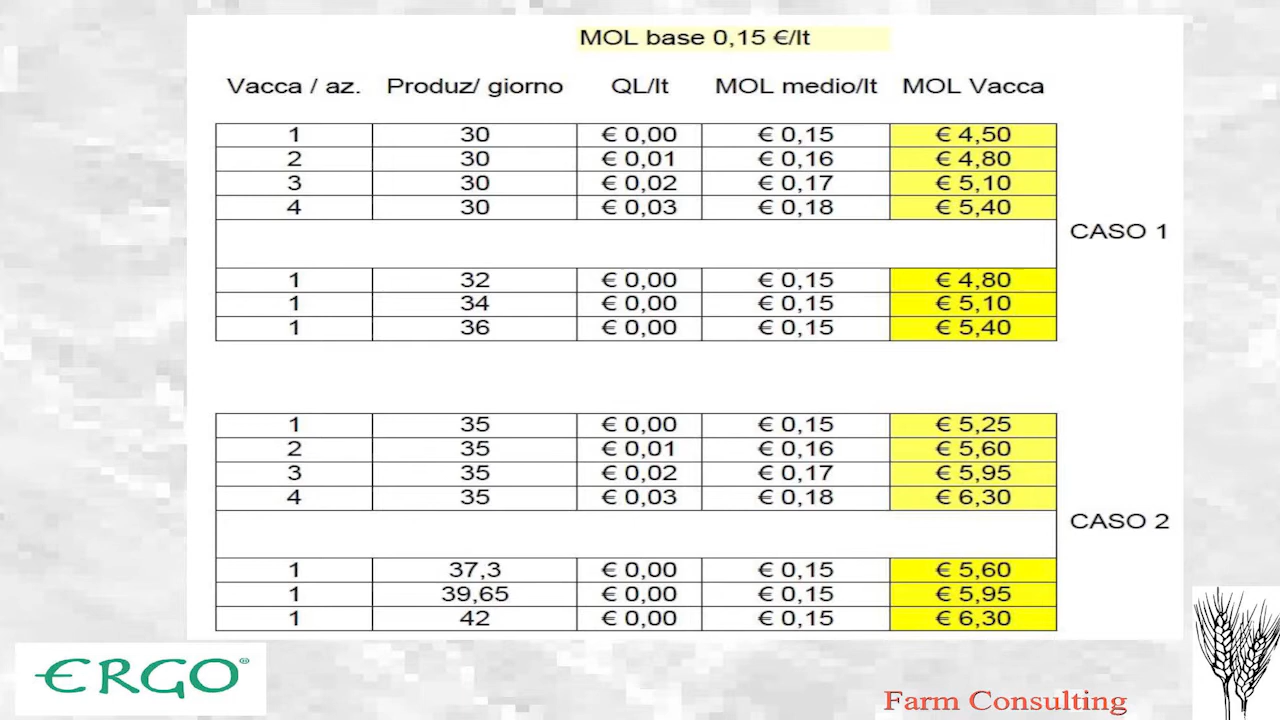 MOL base 0,15 €/lt
Vacca / az. Produz/ giorno QL/lt MOL medio/lt MOL Vacca
1 30 € 0,00 € 0,15 € 4,50
2 30 € 0,01 € 0,16 € 4,80
3 30 € 0,02 € 0,17 € 5,10
4 30 € 0,03 € 0,18 € 5,40
CASO 1
1 32 € 0,00 € 0,15 € 4,80
1 34 € 0,00 € 0,15 € 5,10
1 36 € 0,00 € 0,15 € 5,40
1 35 € 0,00 € 0,15 € 5,25
2 35 € 0,01 € 0,16 € 5,60
3 35 € 0,02 € 0,17 € 5,95
4 35 € 0,03 € 0,18 € 6,30
CASO 2
1 37,3 € 0,00 € 0,15 € 5,60
1 39,65 € 0,00 € 0,15 € 5,95
1 42 € 0,00 € 0,15 € 6,30
ERGO®
Farm Consulting